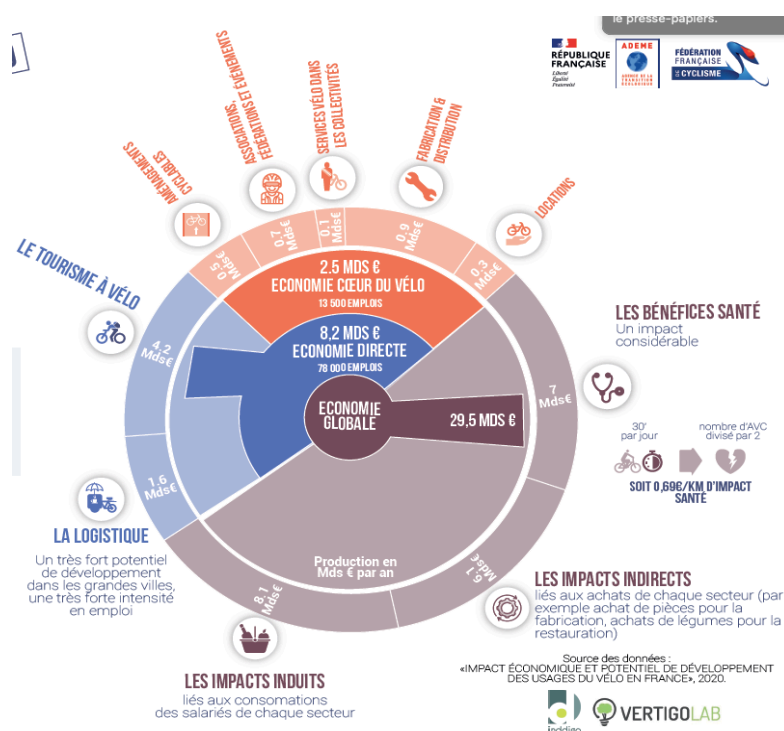 le presse-papiers.
RÉPUBLIQUE
FRANÇAISE
Liberté
Égalité
Fraternité
ADEME
AGENCE DE LA
TRANSITION
ÉCOLOGIQUE
FÉDÉRATION
FRANÇAISE
DE CYCLISME
AMÉNAGEMENTS
CYCLABLES
ASSOCIATIONS,
FÉDÉRATIONS ET ÉVÉNEMENTS
SERVICES VÉLO DANS
LES COLLECTIVITÉS
FABRICATION &
DISTRIBUTION
LOCATIONS
0,5
Mds€
0,7
Mds€
0,1
Mds€
0,9
Mds€
0,3
Mds€
2.5 MDS €
ECONOMIE CŒUR DU VÉLO
13 500 EMPLOIS
8,2 MDS €
ECONOMIE DIRECTE
78 000 EMPLOIS
ECONOMIE
GLOBALE
29,5 MDS €
LE TOURISME À VÉLO
4,2
Mds€
1.6
Mds€
LA LOGISTIQUE
Un très fort potentiel
de développement
dans les grandes villes,
une très forte intensité
en emploi
LES BÉNÉFICES SANTÉ
Un impact
considérable
7
Mds€
30'
par jour
nombre d'AVC
divisé par 2
SOIT 0,69€/KM D'IMPACT
SANTÉ
Production en
Mds € par an
8,1
Mds€
6,1
Mds€
LES IMPACTS INDIRECTS
liés aux achats de chaque secteur (par
exemple achat de pièces pour la
fabrication, achats de légumes pour la
restauration)
LES IMPACTS INDUITS
liés aux consomations
des salariés de chaque secteur
Source des données :
«IMPACT ÉCONOMIQUE ET POTENTIEL DE DÉVELOPPEMENT
DES USAGES DU VÉLO EN FRANCE», 2020.
inddigo
VERTIGOLAB